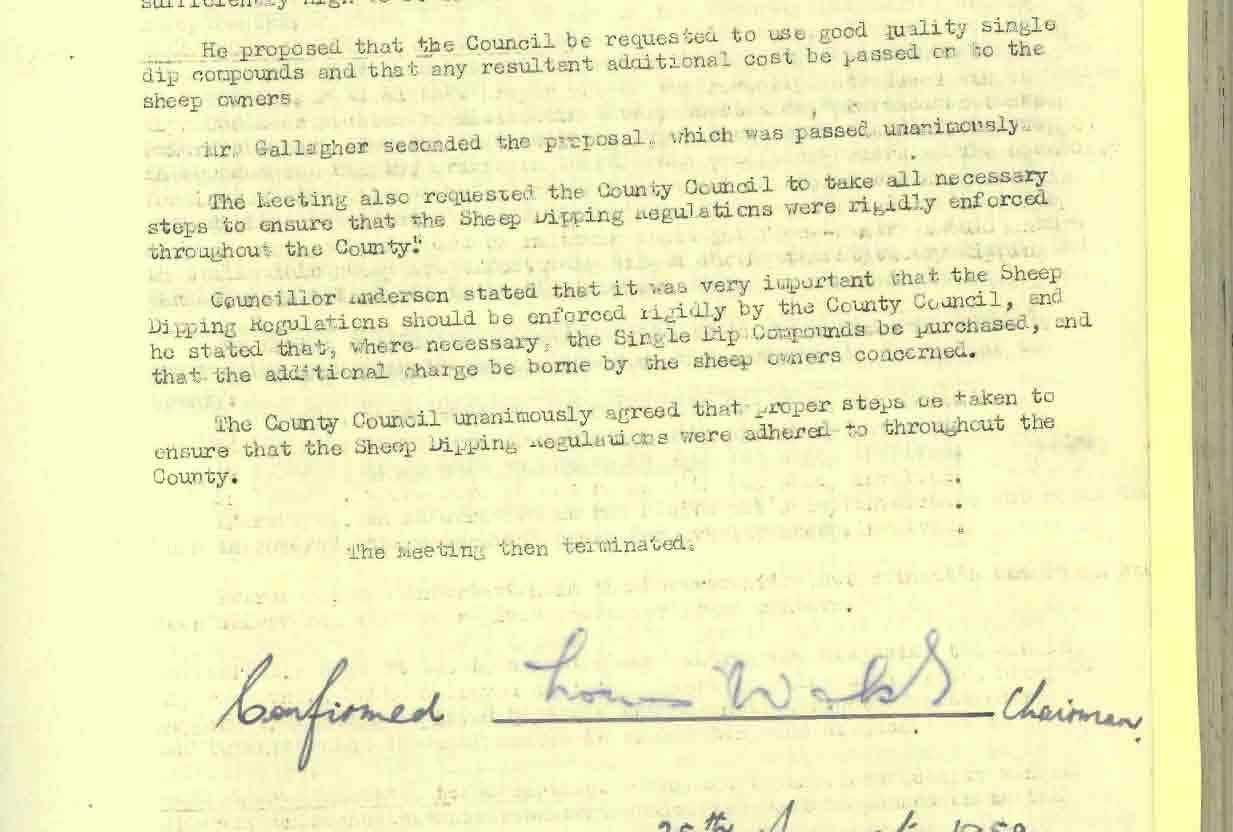 He proposed that the Council be requested to use good quality single
dip compounds and that any resultant additional cost be passed on to the
sheep owners.
Mr. Gallagher seconded the proposal, which was passed unanimously.
The Meeting also requested the County Council to take all necessary
steps to ensure that the Sheep Dipping Regulations were rigidly enforced
throughout the County."
Councillor Anderson stated that it was very important that the Sheep
Dipping Regulations should be enforced rigidly by the County Council, and
he stated that, where necessary, the Single Dip Compounds be purchased, and
that the additional charge be borne by the sheep owners concerned.
The County Council unanimously agreed that proper steps be taken to
ensure that the Sheep Dipping Regulations were adhered to throughout the
County.
The Meeting then terminated.
Confirmed Louis Walsh Chairman.
25th August 1958